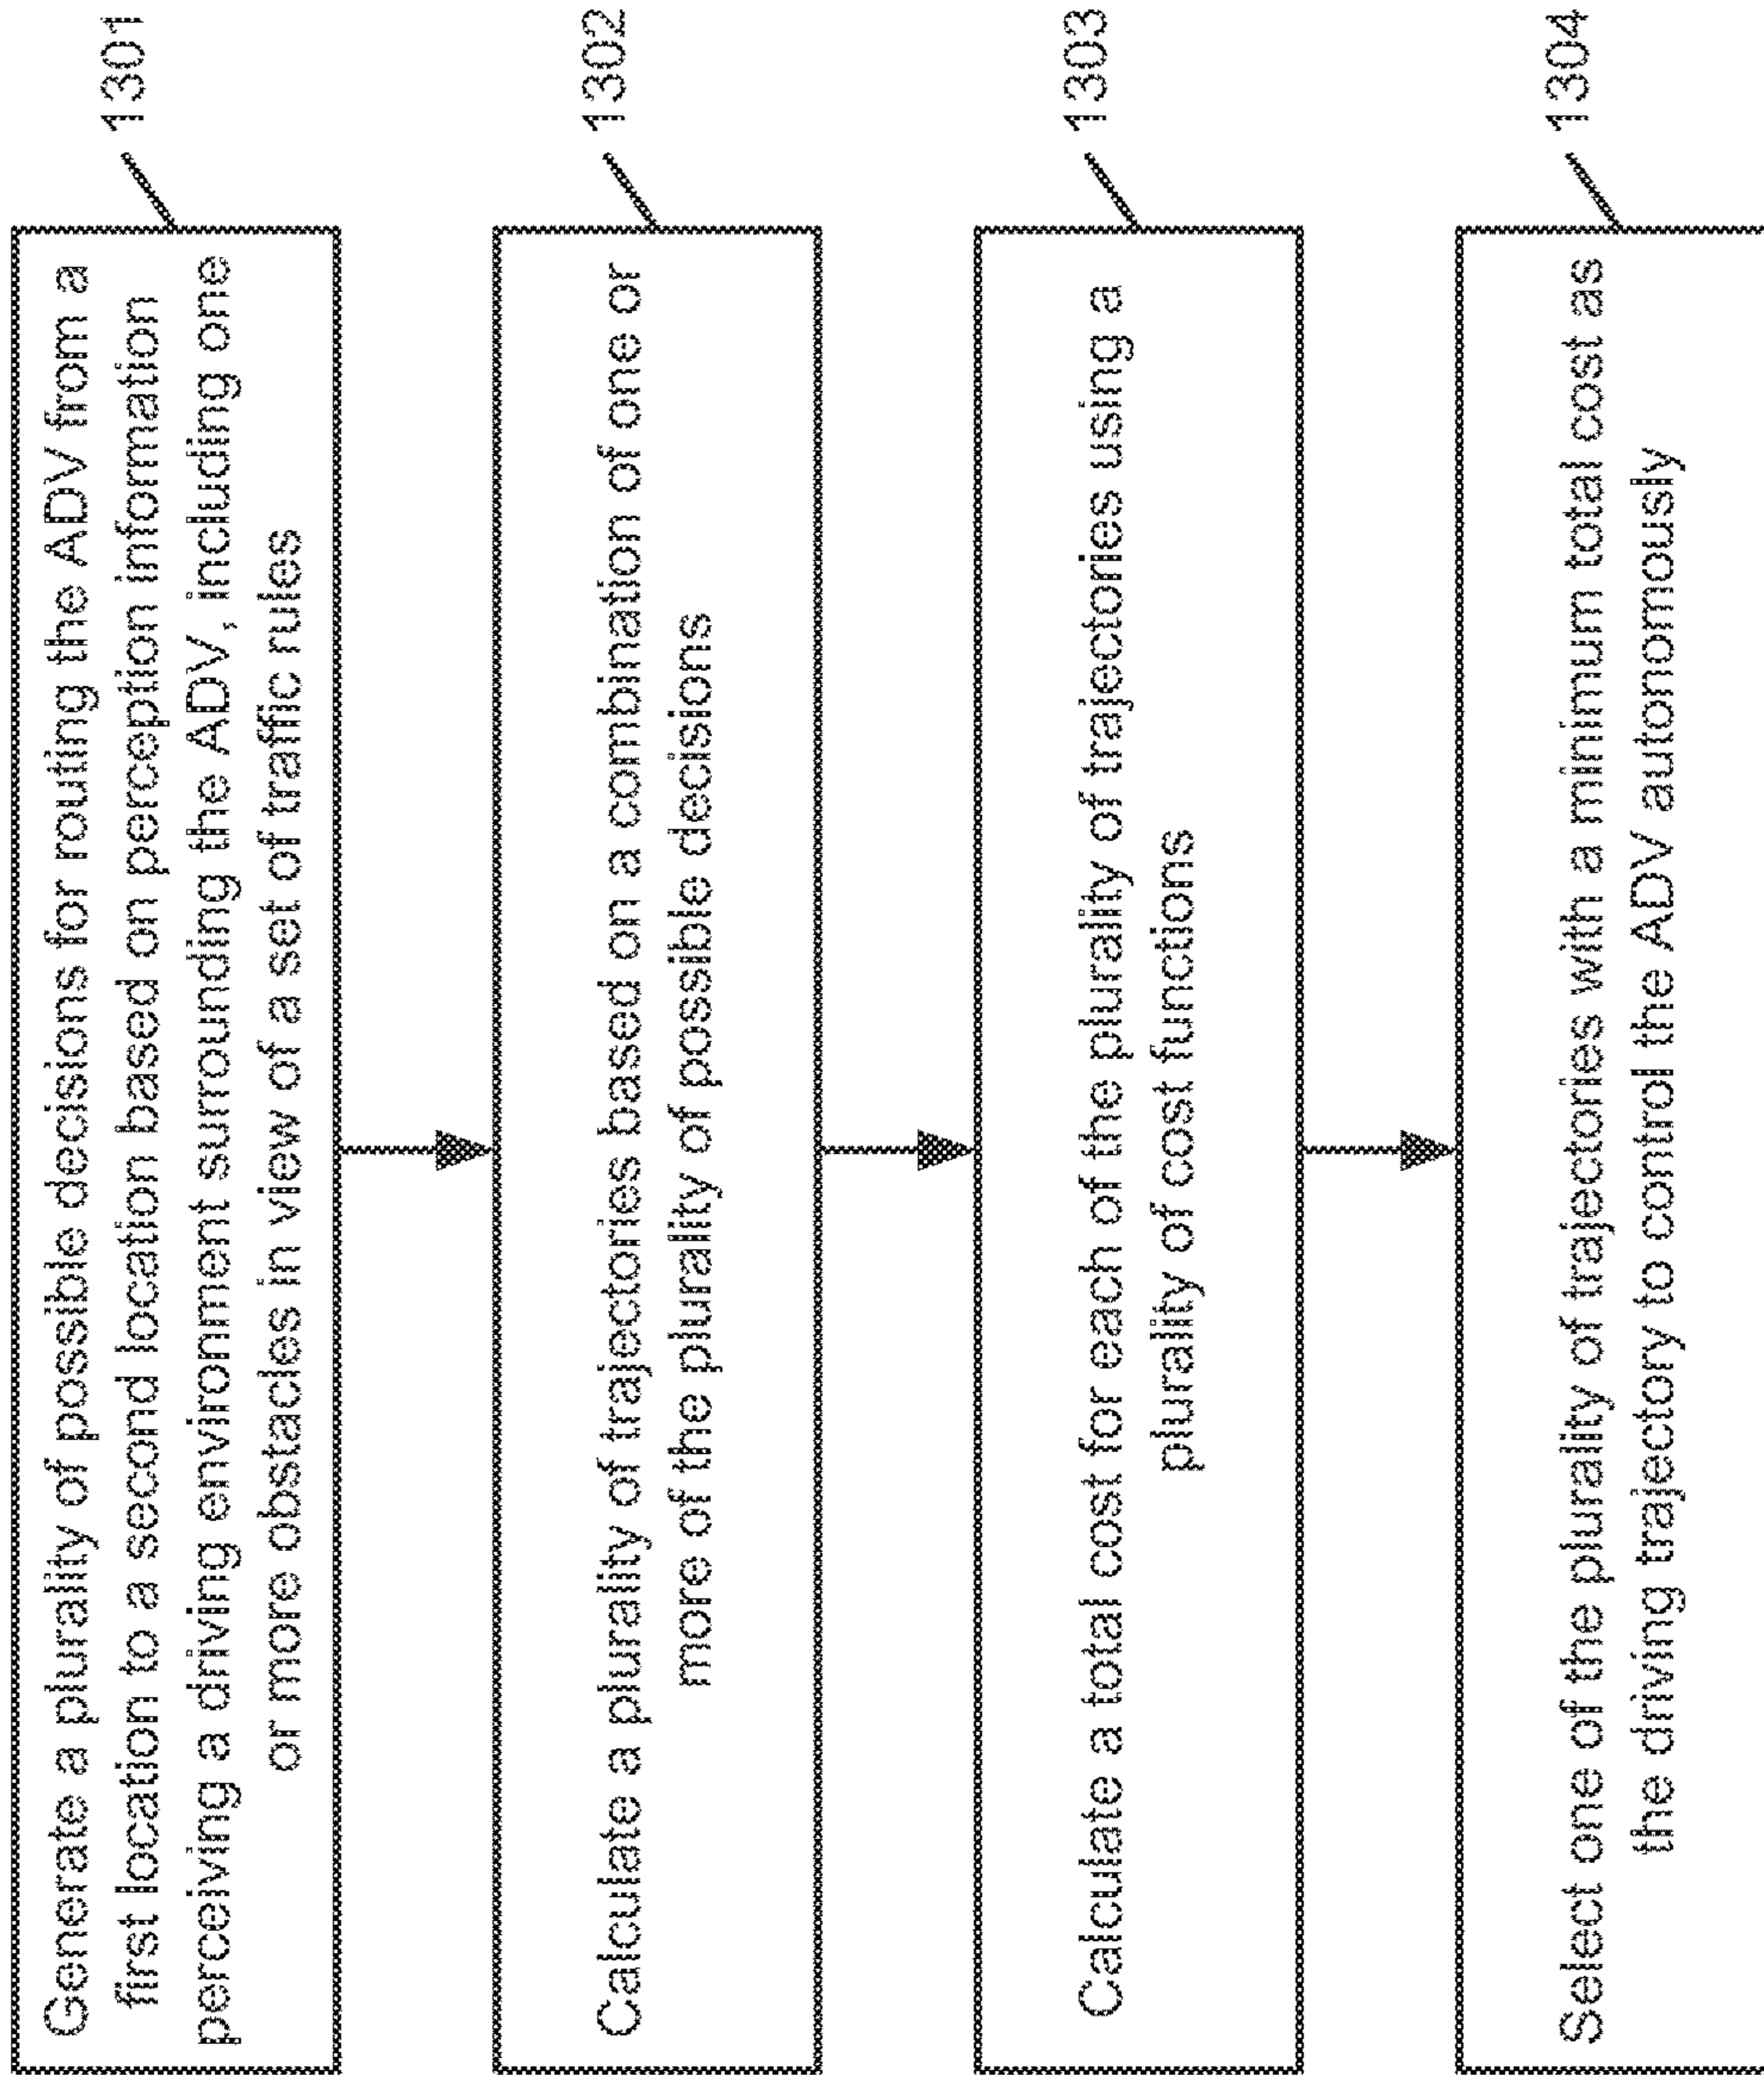 Generate a plurality of possible decisions for routing the ADV from a
first location to a second location based on perception information
perceiving a driving environment surrounding the ADV, including one
or more obstacles in view of a set of traffic rules
1301
Calculate a plurality of trajectories based on a combination of one or
more of the plurality of possible decisions
1302
Calculate a total cost for each of the plurality of trajectories using a
plurality of cost functions
1303
Select one of the plurality of trajectories with a minimum total cost as
the driving trajectory to control the ADV autonomously
1304